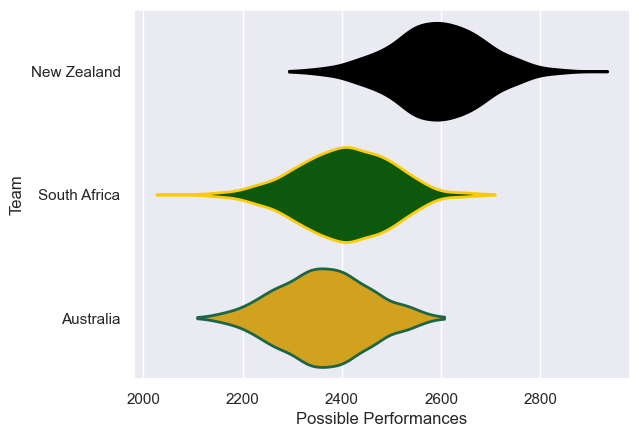 New Zealand
South Africa
Australia
Team
2000 2200 2400 2600 2800
Possible Performances